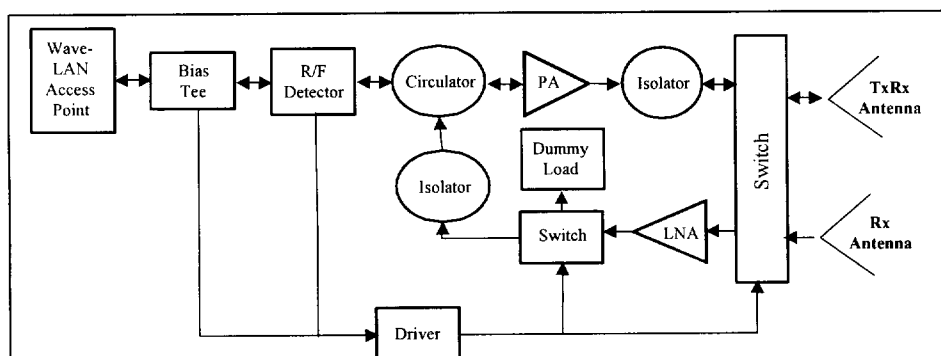 Wave-
LAN
Access
Point
Bias
Tee
R/F
Detector
Circulator
PA
Isolator
Switch
TxRx
Antenna
Dummy
Load
Isolator
Switch
LNA
Rx
Antenna
Driver